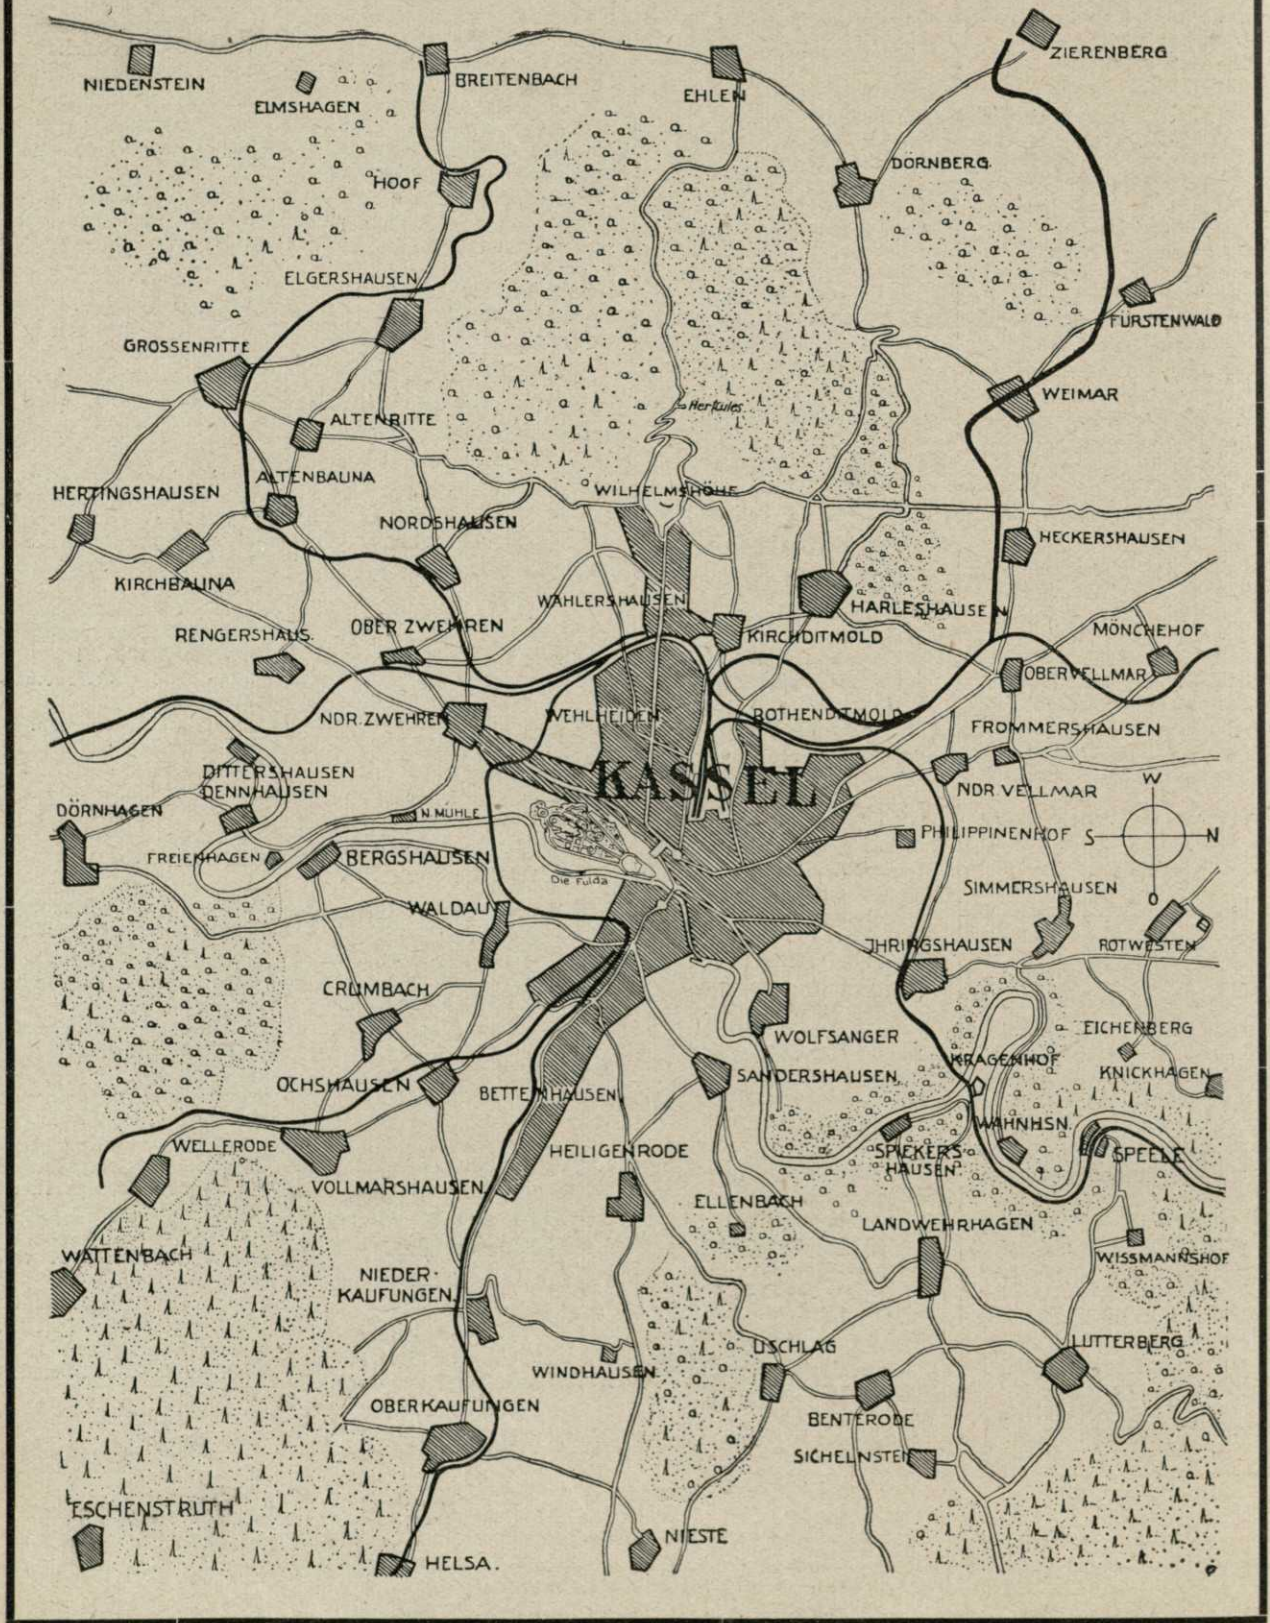 ZIERENBERG
NIEDENSTEIN
BREITENBACH
ELMSHAGEN
EHLEN
DÖRNBERG
HOOF
ELGERSHAUSEN
FÜRSTENWALD
GROSSENRITTE
WEIMAR
Herkules
ALTENRITTE
ALTENBAUNA
HERTINGSHAUSEN
WILHELMSHÖHE
NORDSHAUSEN
HECKERSHAUSEN
KIRCHBAUNA
WAHLERSHAUSEN
HARLESHAUSEN
RENGERSHAUS.
OBER ZWEHREN
KIRCHDITMOLD
MÖNCHEHOF
OBERVELLMAR
NDR. ZWEHREN
WEHLHEIDEN
ROTHENDITMOLD
FROMMERSHAUSEN
DITTERSHAUSEN
DENNHAUSEN
KASSEL
NDR. VELLMAR
W
DÖRNHAGEN
N. MÜHLE
PHILIPPINENHOF
S
N
FREIENHAGEN
BERGSHAUSEN
Die Fulda
SIMMERSHAUSEN
O
WALDAU
JHRINGSHAUSEN
ROTWESTEN
CRUMBACH
WOLFSANGER
EICHENBERG
KRAGENHOF
KNICKHAGEN
OCHSHAUSEN
BETTENHAUSEN
SANDERSHAUSEN
WAHNHSN.
WELLERODE
HEILIGENRODE
SPIEKERS-
HAUSEN
SPEELE
VOLLMARSHAUSEN
ELLENBACH
LANDWEHRHAGEN
WATTENBACH
WISSMANNSHOF
NIEDER-
KAUFUNGEN
USCHLAG
LUTTERBERG
WINDHAUSEN
OBERKAUFUNGEN
BENTERODE
SICHELNSTEIN
ESCHENSTRUTH
NIESTE
HELSA.